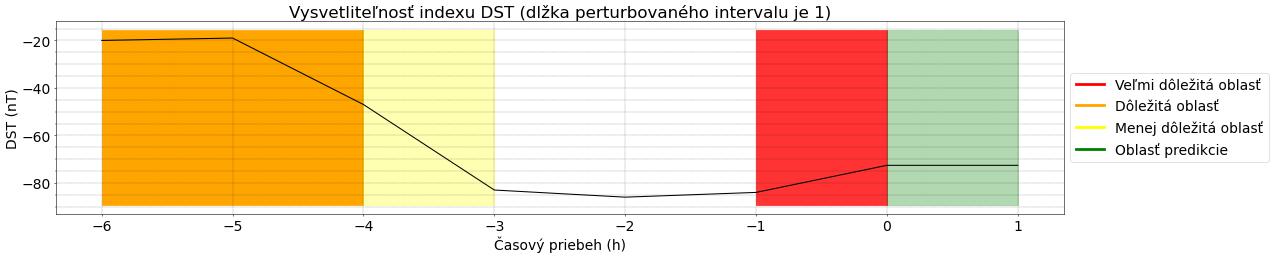 Vysvetliteľnosť indexu DST (dlžka perturbovaného intervalu je 1)
DST (nT)
−20
−40
−60
−80
−6 −5 −4 −3 −2 −1 0 1
Časový priebeh (h)
Veľmi dôležitá oblasť
Dôležitá oblasť
Menej dôležitá oblasť
Oblasť predikcie